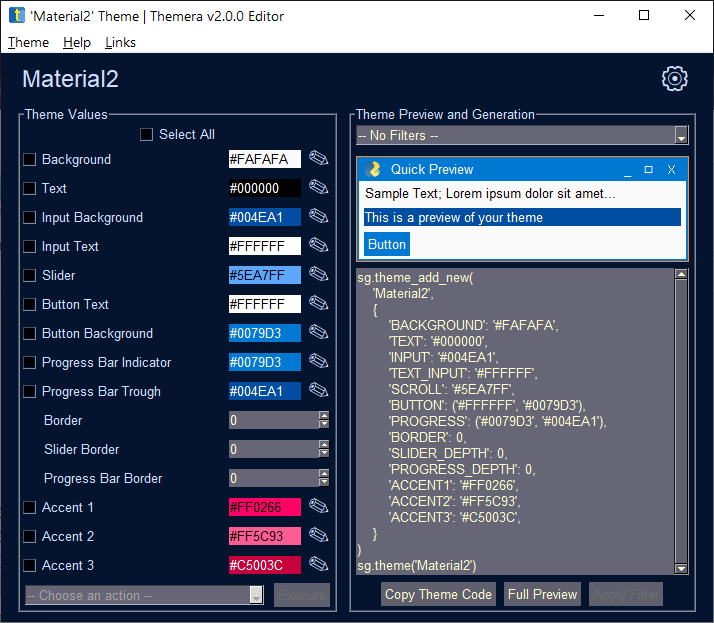 'Material2' Theme | Themera v2.0.0 Editor
Theme Help Links
Material2
Theme Values
Select All
Background #FAFAFA
Text #000000
Input Background #004EA1
Input Text #FFFFFF
Slider #5EA7FF
Button Text #FFFFFF
Button Background #0079D3
Progress Bar Indicator #0079D3
Progress Bar Trough #004EA1
Border 0
Slider Border 0
Progress Bar Border 0
Accent 1 #FF0266
Accent 2 #FF5C93
Accent 3 #C5003C
-- Choose an action -- Execute
Theme Preview and Generation
-- No Filters --
Quick Preview
Sample Text; Lorem ipsum dolor sit amet...
This is a preview of your theme
Button
sg.theme_add_new(
'Material2',
{
'BACKGROUND': '#FAFAFA',
'TEXT': '#000000',
'INPUT': '#004EA1',
'TEXT_INPUT': '#FFFFFF',
'SCROLL': '#5EA7FF',
'BUTTON': ('#FFFFFF', '#0079D3'),
'PROGRESS': ('#0079D3', '#004EA1'),
'BORDER': 0,
'SLIDER_DEPTH': 0,
'PROGRESS_DEPTH': 0,
'ACCENT1': '#FF0266',
'ACCENT2': '#FF5C93',
'ACCENT3': '#C5003C',
}
)
sg.theme('Material2')
Copy Theme Code Full Preview Apply Filter